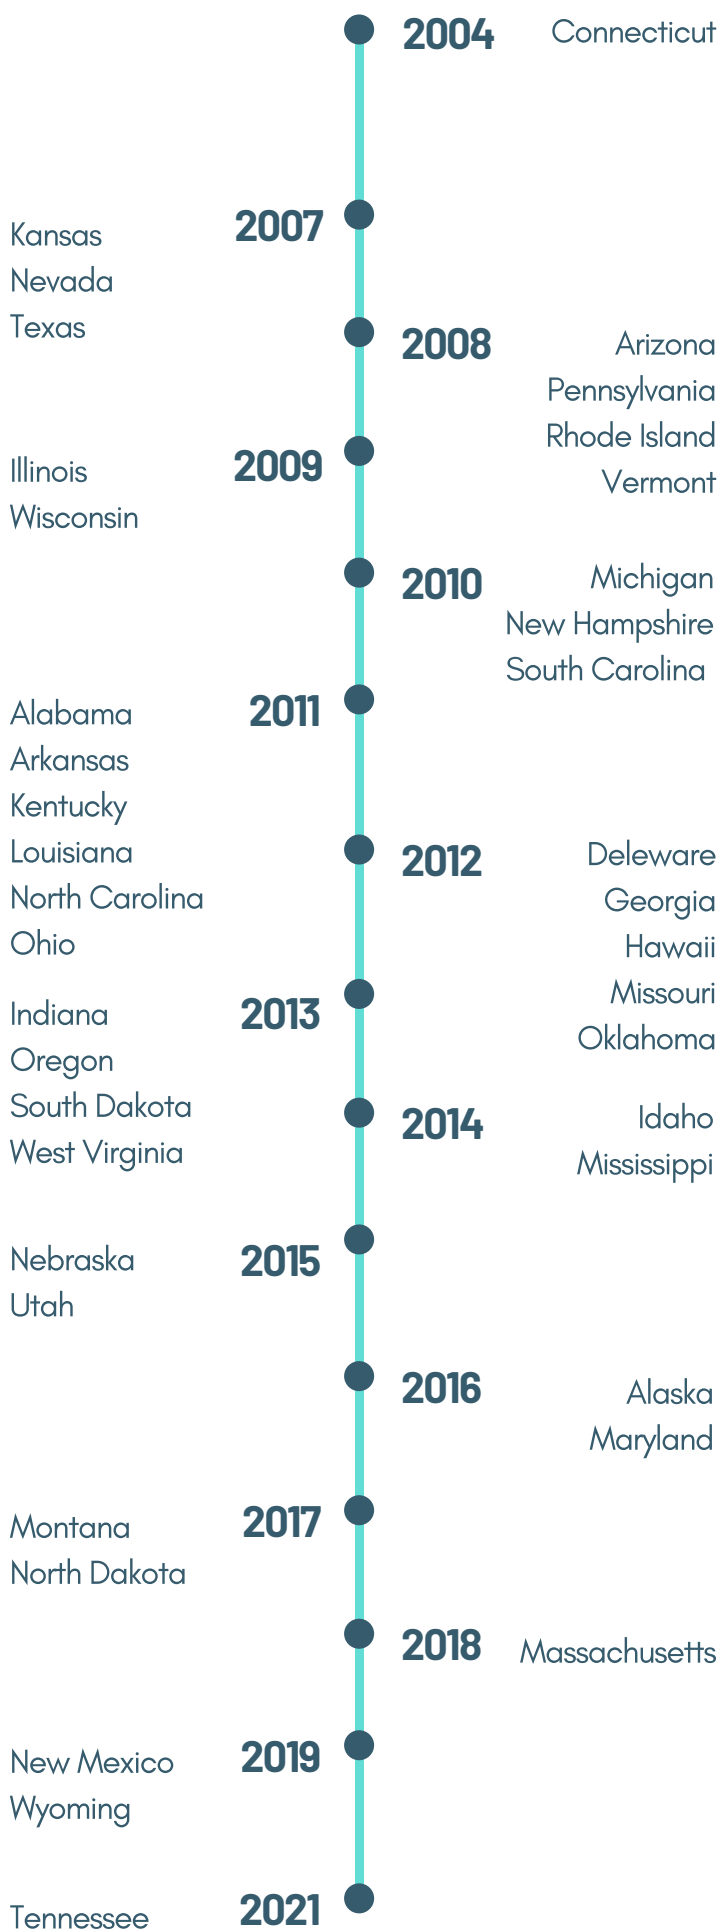 2004
Connecticut
2007
Kansas
Nevada
Texas
2008
Arizona
Pennsylvania
Rhode Island
Vermont
2009
Illinois
Wisconsin
2010
Michigan
New Hampshire
South Carolina
2011
Alabama
Arkansas
Kentucky
Louisiana
North Carolina
Ohio
2012
Deleware
Georgia
Hawaii
Missouri
Oklahoma
2013
Indiana
Oregon
South Dakota
West Virginia
2014
Idaho
Mississippi
2015
Nebraska
Utah
2016
Alaska
Maryland
2017
Montana
North Dakota
2018
Massachusetts
2019
New Mexico
Wyoming
2021
Tennessee